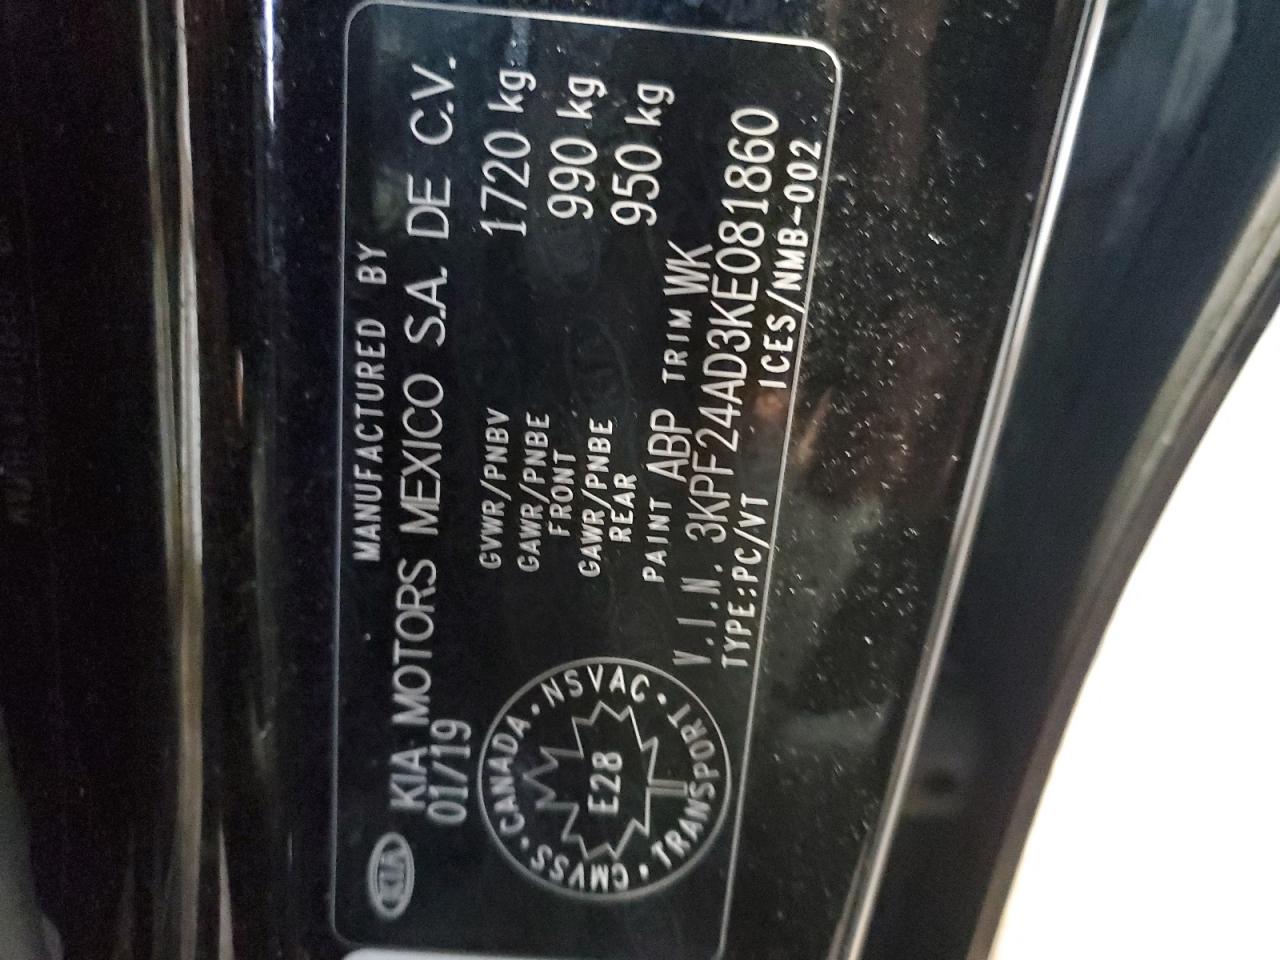 MANUFACTURED BY
KIA KIA MOTORS MEXICO S.A. DE C.V.
01/19
GVWR/PNBV 1720 kg
GAWR/PNBE FRONT 990 kg
GAWR/PNBE REAR 950 kg
PAINT ABP TRIM WK
V.I.N. 3KPF24AD3KE081860
TYPE:PC/VT ICES/NMB-002
CMVSS • CANADA • NSVAC • TRANSPORT •
E28